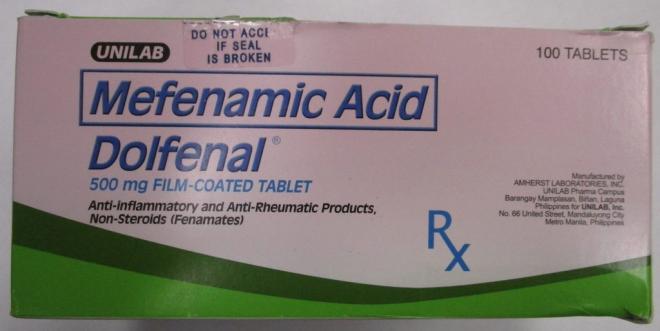 UNILAB
DO NOT ACCE
IF SEAL
IS BROKEN
100 TABLETS
Mefenamic Acid
Dolfenal®
500 mg FILM-COATED TABLET
Anti-inflammatory and Anti-Rheumatic Products,
Non-Steroids (Fenamates)
Rx
Manufactured by
AMHERST LABORATORIES, INC.
UNILAB Pharma Campus
Barangay Mamplasan, Biñan, Laguna
Philippines for UNILAB, Inc.
No. 66 United Street, Mandaluyong City
Metro Manila, Philippines